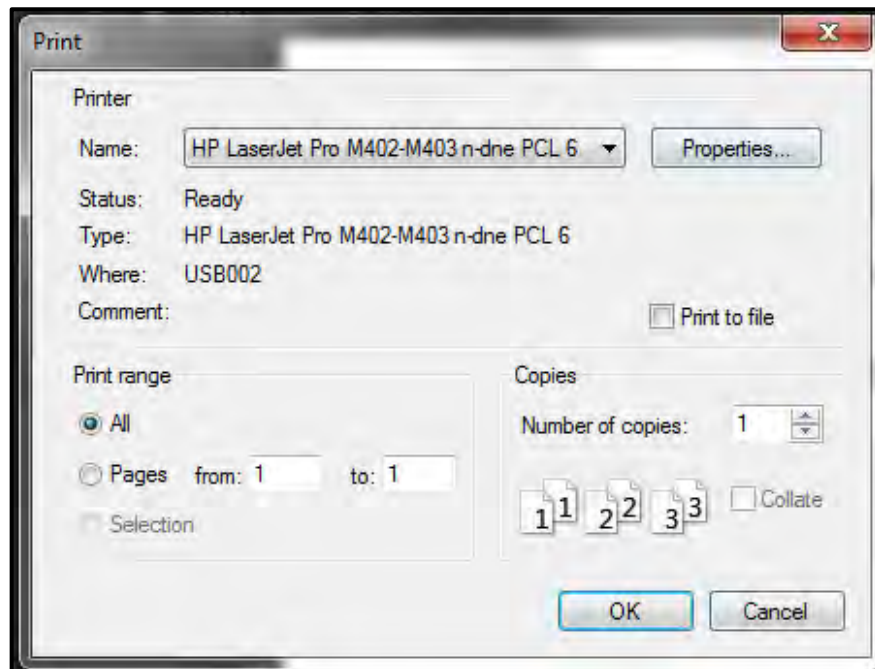 Print
X
Printer
Name: HP LaserJet Pro M402-M403 n-dne PCL 6 Properties...
Status: Ready
Type: HP LaserJet Pro M402-M403 n-dne PCL 6
Where: USB002
Comment: Print to file
Print range
All
Pages from: 1 to: 1
Selection
Copies
Number of copies: 1
1 1 2 2 3 3 Collate
OK Cancel